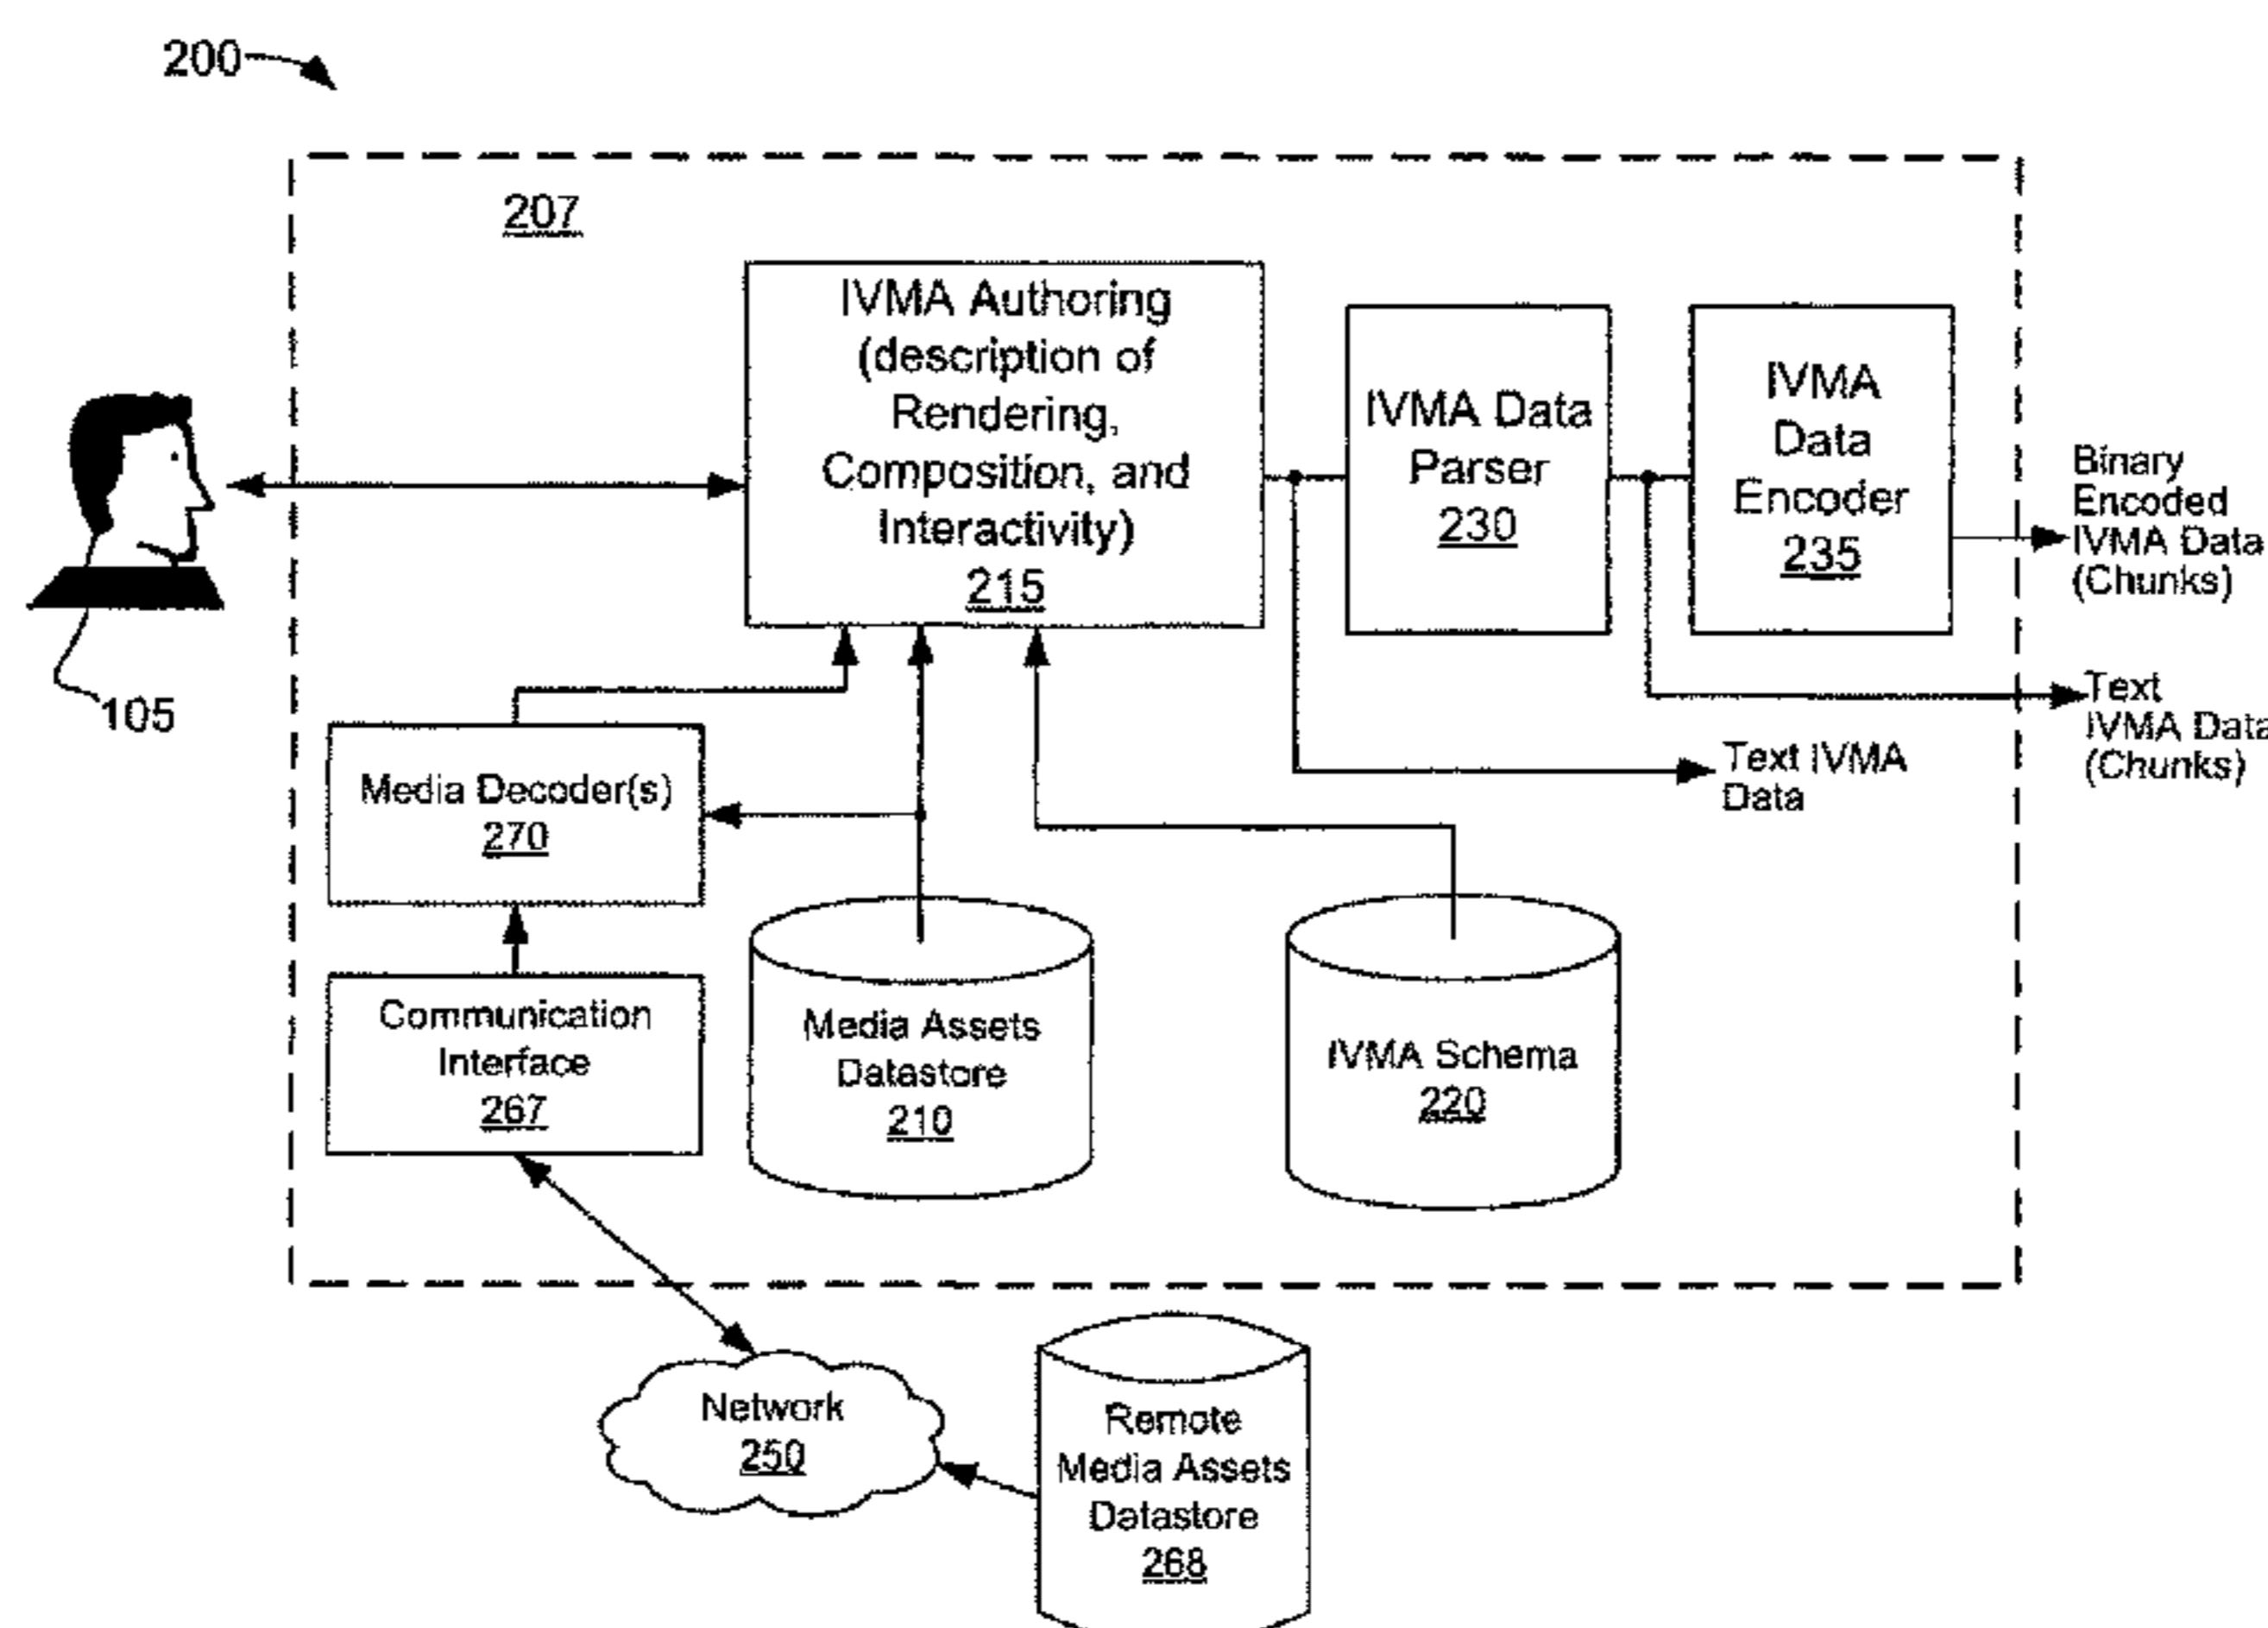 200
207
IVMA Authoring
(description of
Rendering,
Composition, and
Interactivity)
215
IVMA Data
Parser
230
IVMA
Data
Encoder
235
Binary
Encoded
IVMA Data
(Chunks)
Text
IVMA Data
(Chunks)
Text IVMA
Data
105
Media Decoder(s)
270
Communication
Interface
267
Media Assets
Datastore
210
IVMA Schema
220
Network
250
Remote
Media Assets
Datastore
268